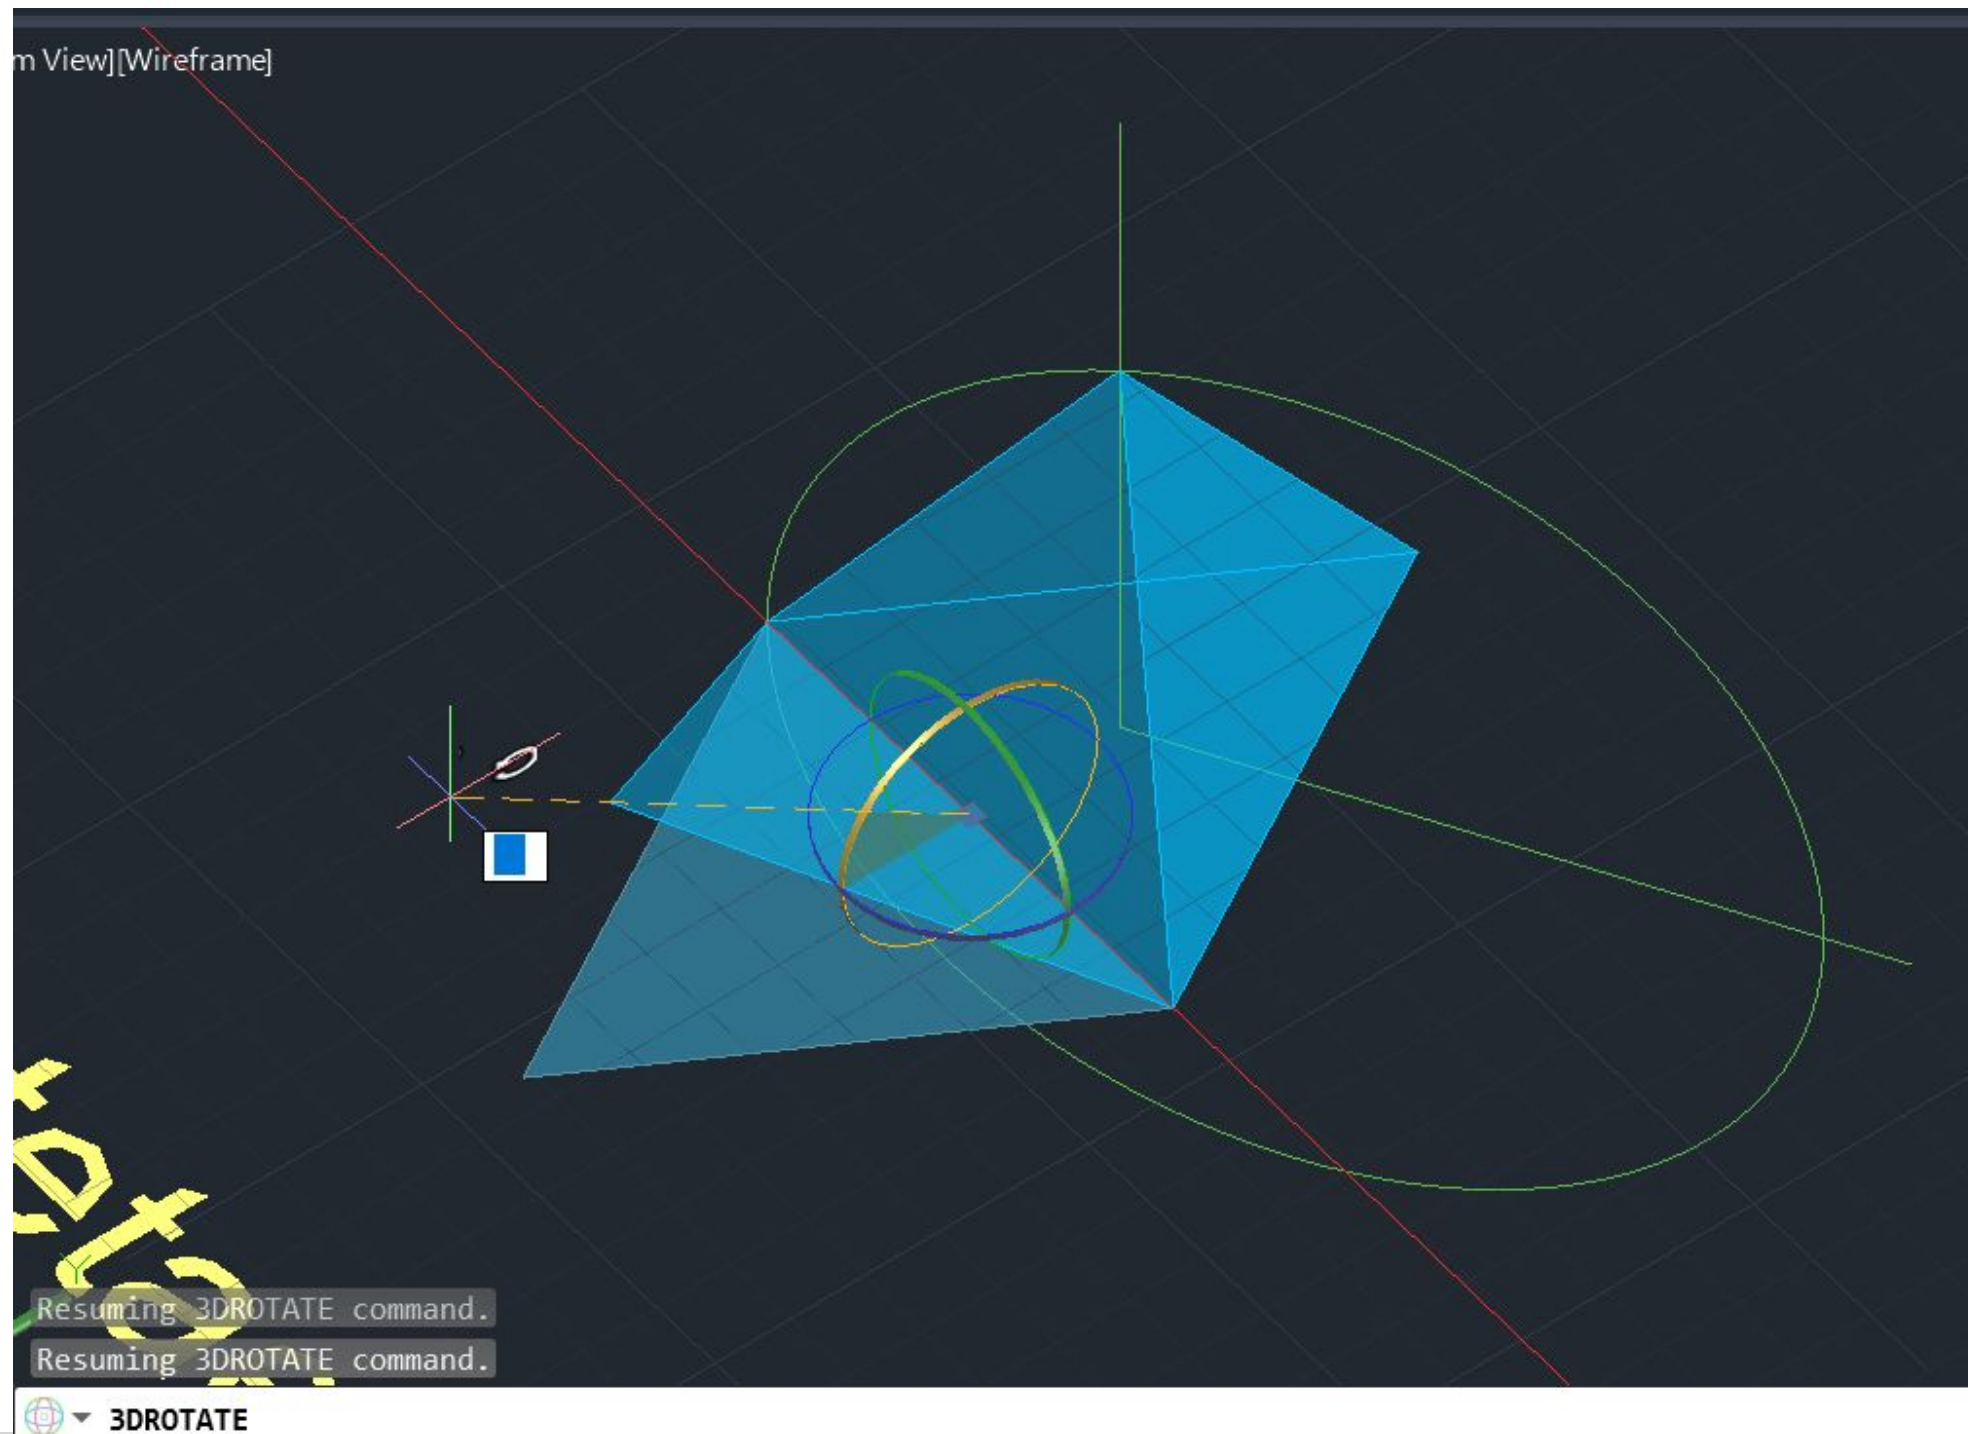 m View][Wireframe]
Resuming 3DROTATE command.
Resuming 3DROTATE command.
3DROTATE